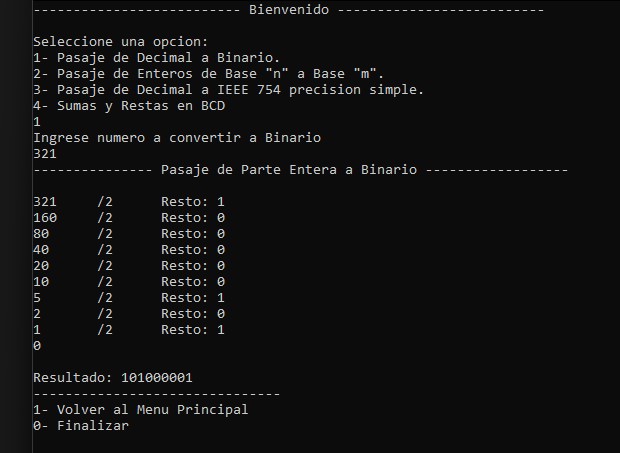 -------------------------- Bienvenido --------------------------
Seleccione una opcion:
1- Pasaje de Decimal a Binario.
2- Pasaje de Enteros de Base "n" a Base "m".
3- Pasaje de Decimal a IEEE 754 precision simple.
4- Sumas y Restas en BCD
1
Ingrese numero a convertir a Binario
321
--------------- Pasaje de Parte Entera a Binario ------------------
321 /2 Resto: 1
160 /2 Resto: 0
80 /2 Resto: 0
40 /2 Resto: 0
20 /2 Resto: 0
10 /2 Resto: 0
5 /2 Resto: 1
2 /2 Resto: 0
1 /2 Resto: 1
0
Resultado: 101000001
-------------------------------
1- Volver al Menu Principal
0- Finalizar